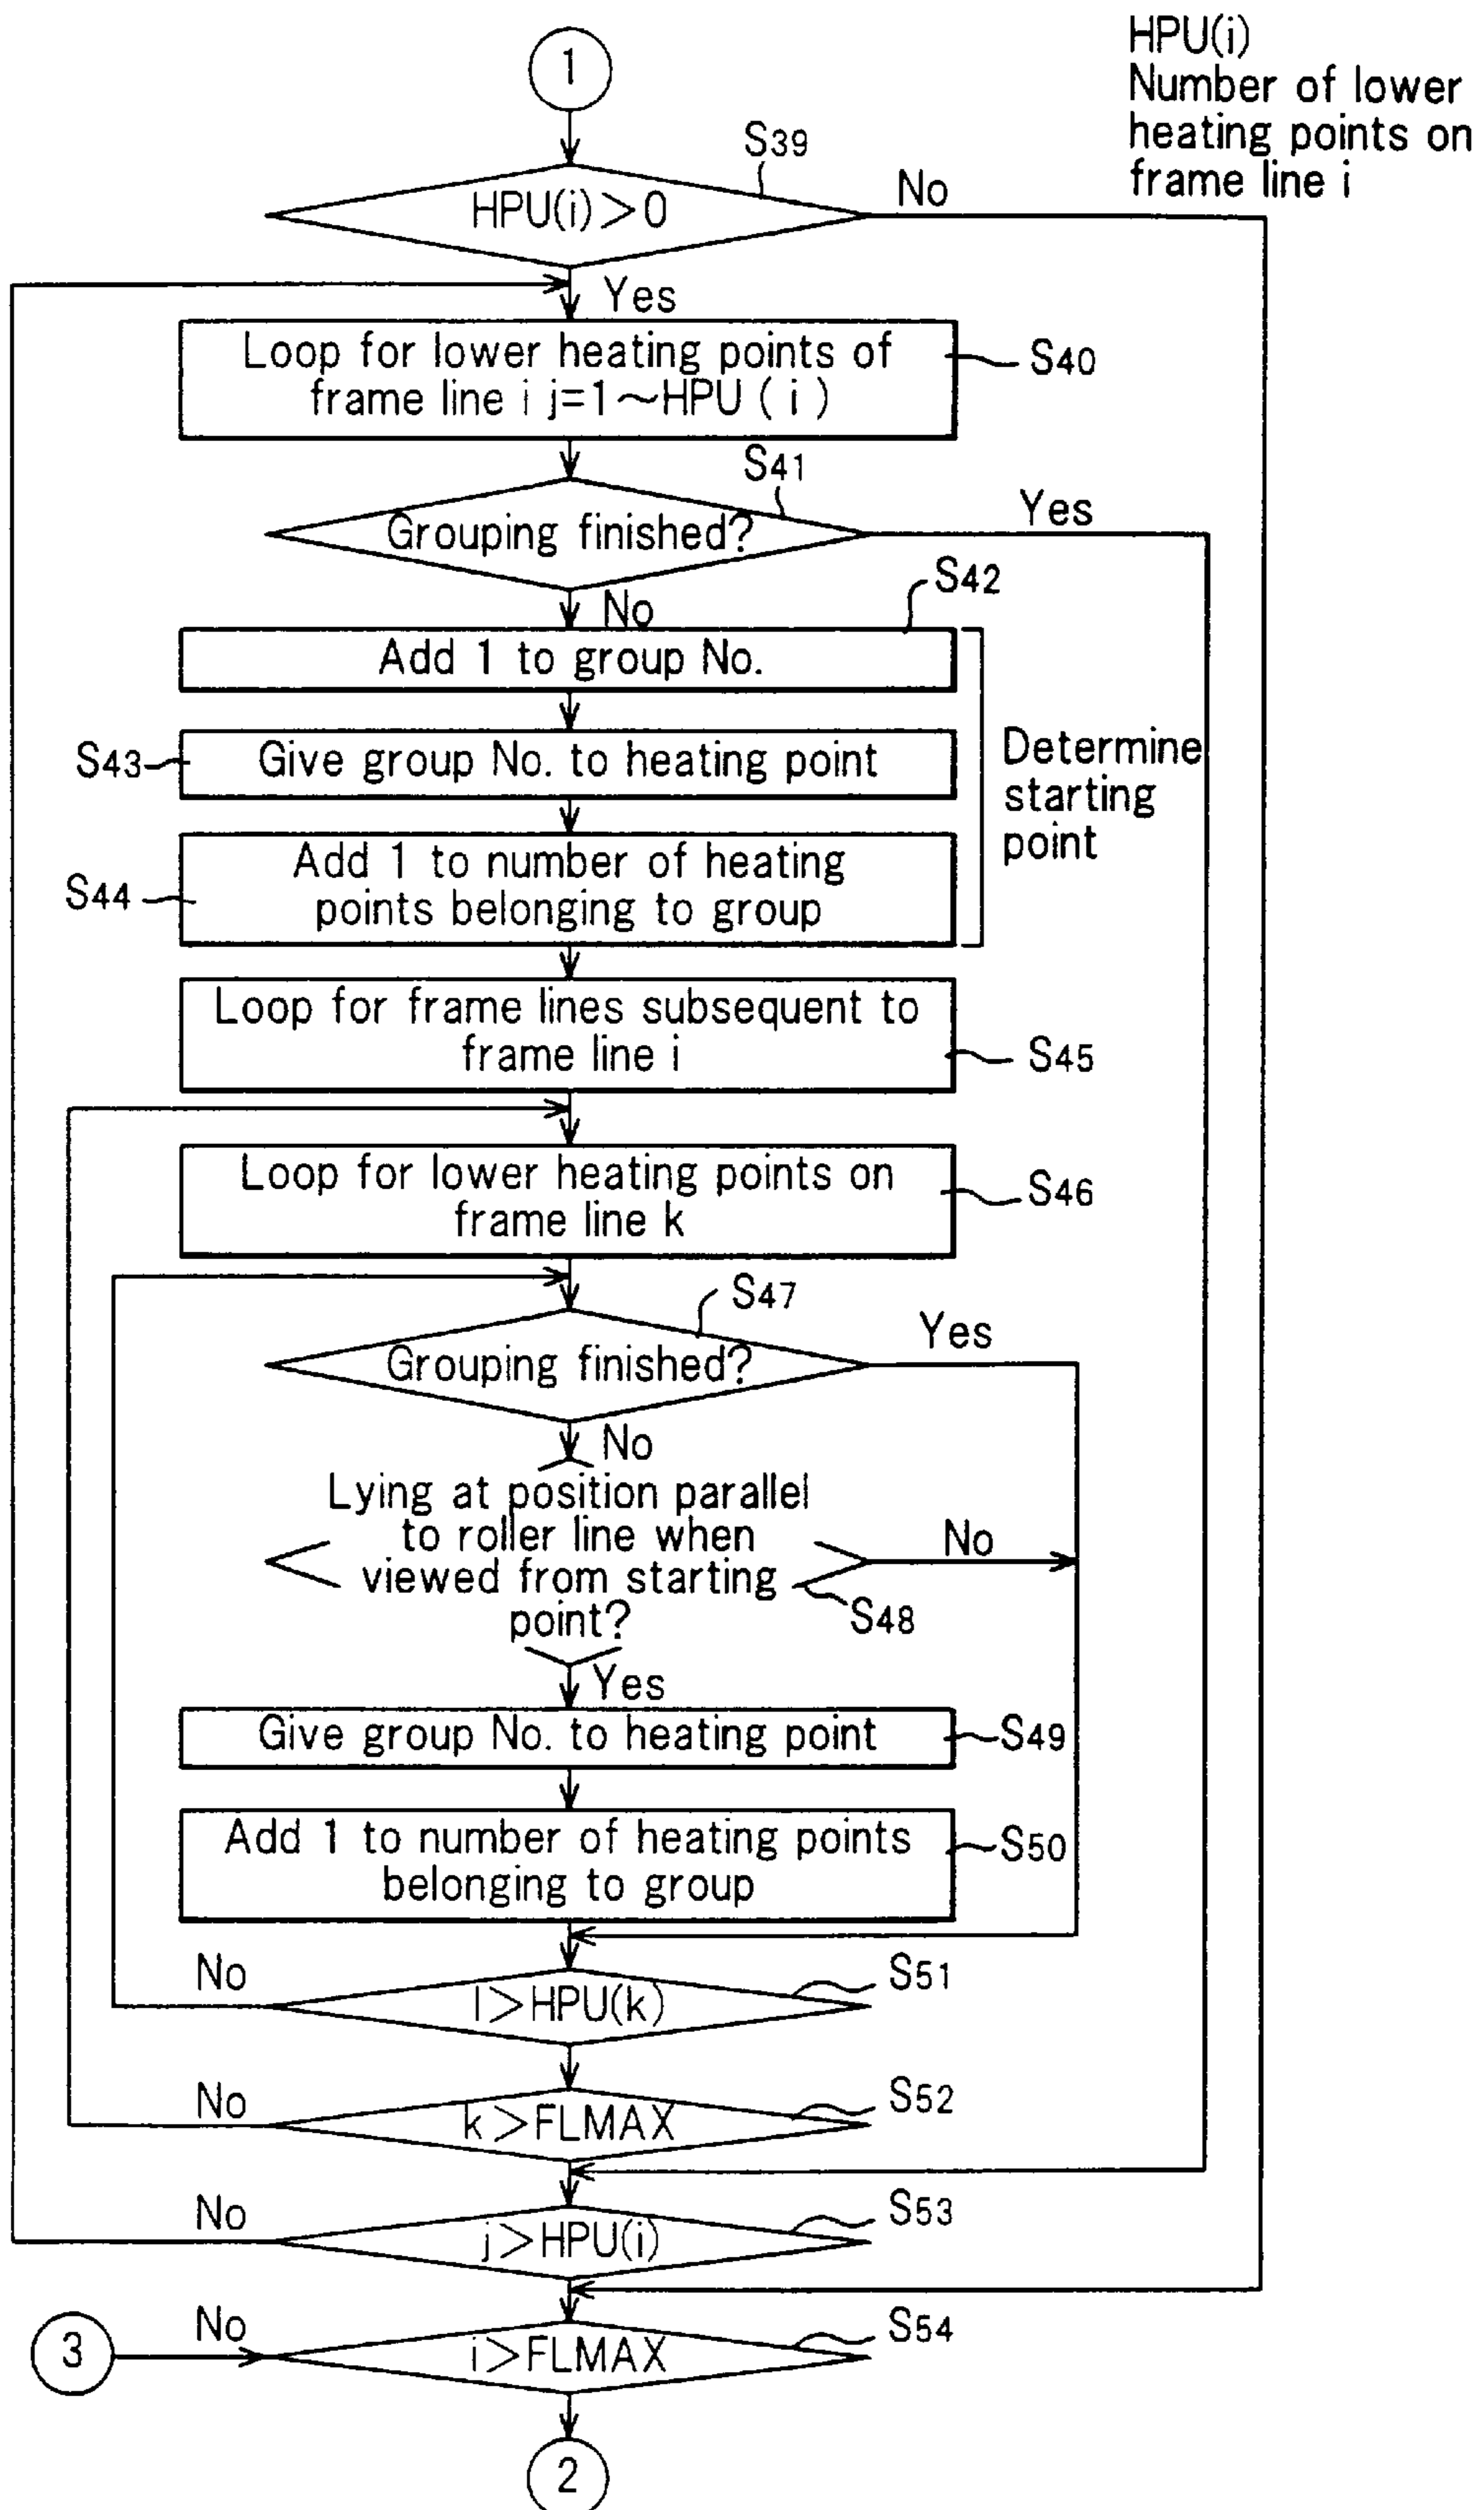 HPU(i)
Number of lower
heating points on
frame line i
1
S39
HPU(i)>0
No
Yes
Loop for lower heating points of
frame line i j=1~HPU ( i )
S40
S41
Grouping finished?
Yes
No
S42
Add 1 to group No.
S43
Give group No. to heating point
Determine
starting
point
S44
Add 1 to number of heating
points belonging to group
Loop for frame lines subsequent to
frame line i
S45
Loop for lower heating points on
frame line k
S46
S47
Grouping finished?
Yes
No
Lying at position parallel
to roller line when
viewed from starting
point?
No
S48
Yes
Give group No. to heating point
S49
Add 1 to number of heating points
belonging to group
S50
No
S51
l>HPU(k)
No
S52
k>FLMAX
No
S53
j>HPU(i)
3
No
S54
i>FLMAX
2